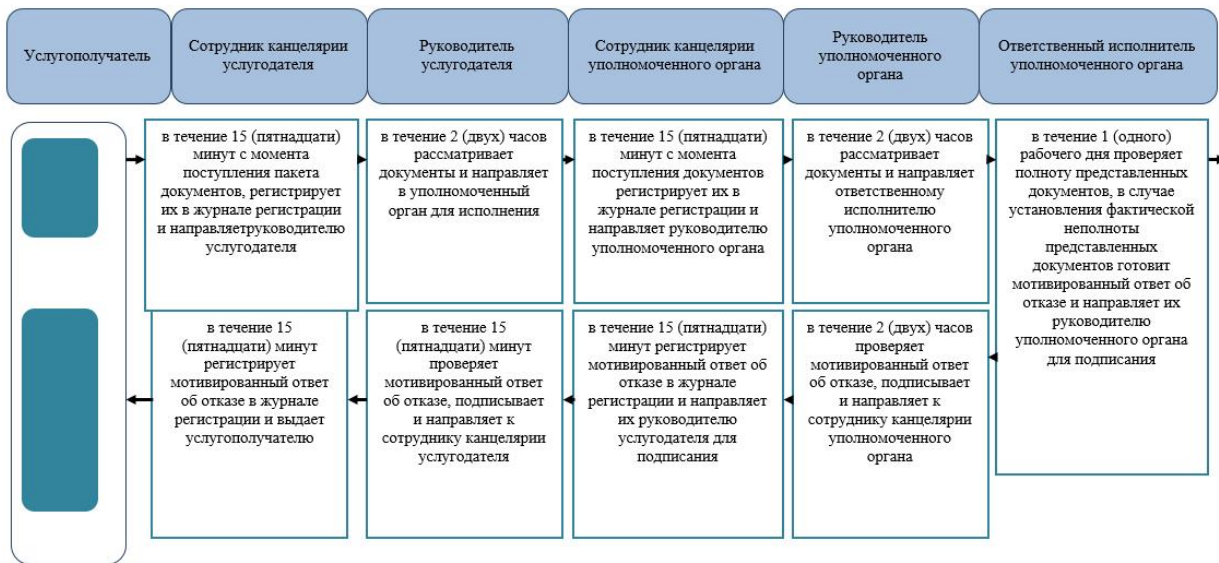 Услугополучатель
Сотрудник канцелярии
услугодателя
Руководитель
услугодателя
Сотрудник канцелярии
уполномоченного органа
Руководитель
уполномоченного
органа
Ответственный исполнитель
уполномоченного органа
в течение 15 (пятнадцати)
минут с момента
поступления пакета
документов, регистрирует
их в журнале регистрации
и направляетруководителю
услугодателя
в течение 2 (двух) часов
рассматривает
документы и направляет
в уполномоченный
орган для исполнения
в течение 15 (пятнадцати)
минут с момента
поступления документов
регистрирует их в
журнале регистрации и
направляет руководителю
уполномоченного органа
в течение 2 (двух) часов
рассматривает
документы и направляет
ответственному
исполнителю
уполномоченного
органа
в течение 1 (одного)
рабочего дня проверяет
полноту представленных
документов, в случае
установления фактической
неполноты
представленных
документов готовит
мотивированный ответ об
отказе и направляет их
руководителю
уполномоченного органа
для подписания
в течение 15
(пятнадцати) минут
регистрирует
мотивированный ответ
об отказе в журнале
регистрации и выдает
услугополучателю
в течение 15
(пятнадцати) минут
проверяет
мотивированный ответ
об отказе, подписывает
и направляет к
сотруднику канцелярии
услугодателя
в течение 15 (пятнадцати)
минут регистрирует
мотивированный ответ об
отказе в журнале
регистрации и направляет
их руководителю
услугодателя для
подписания
в течение 2 (двух) часов
проверяет
мотивированный ответ
об отказе, подписывает
и направляет к
сотруднику канцелярии
уполномоченного
органа